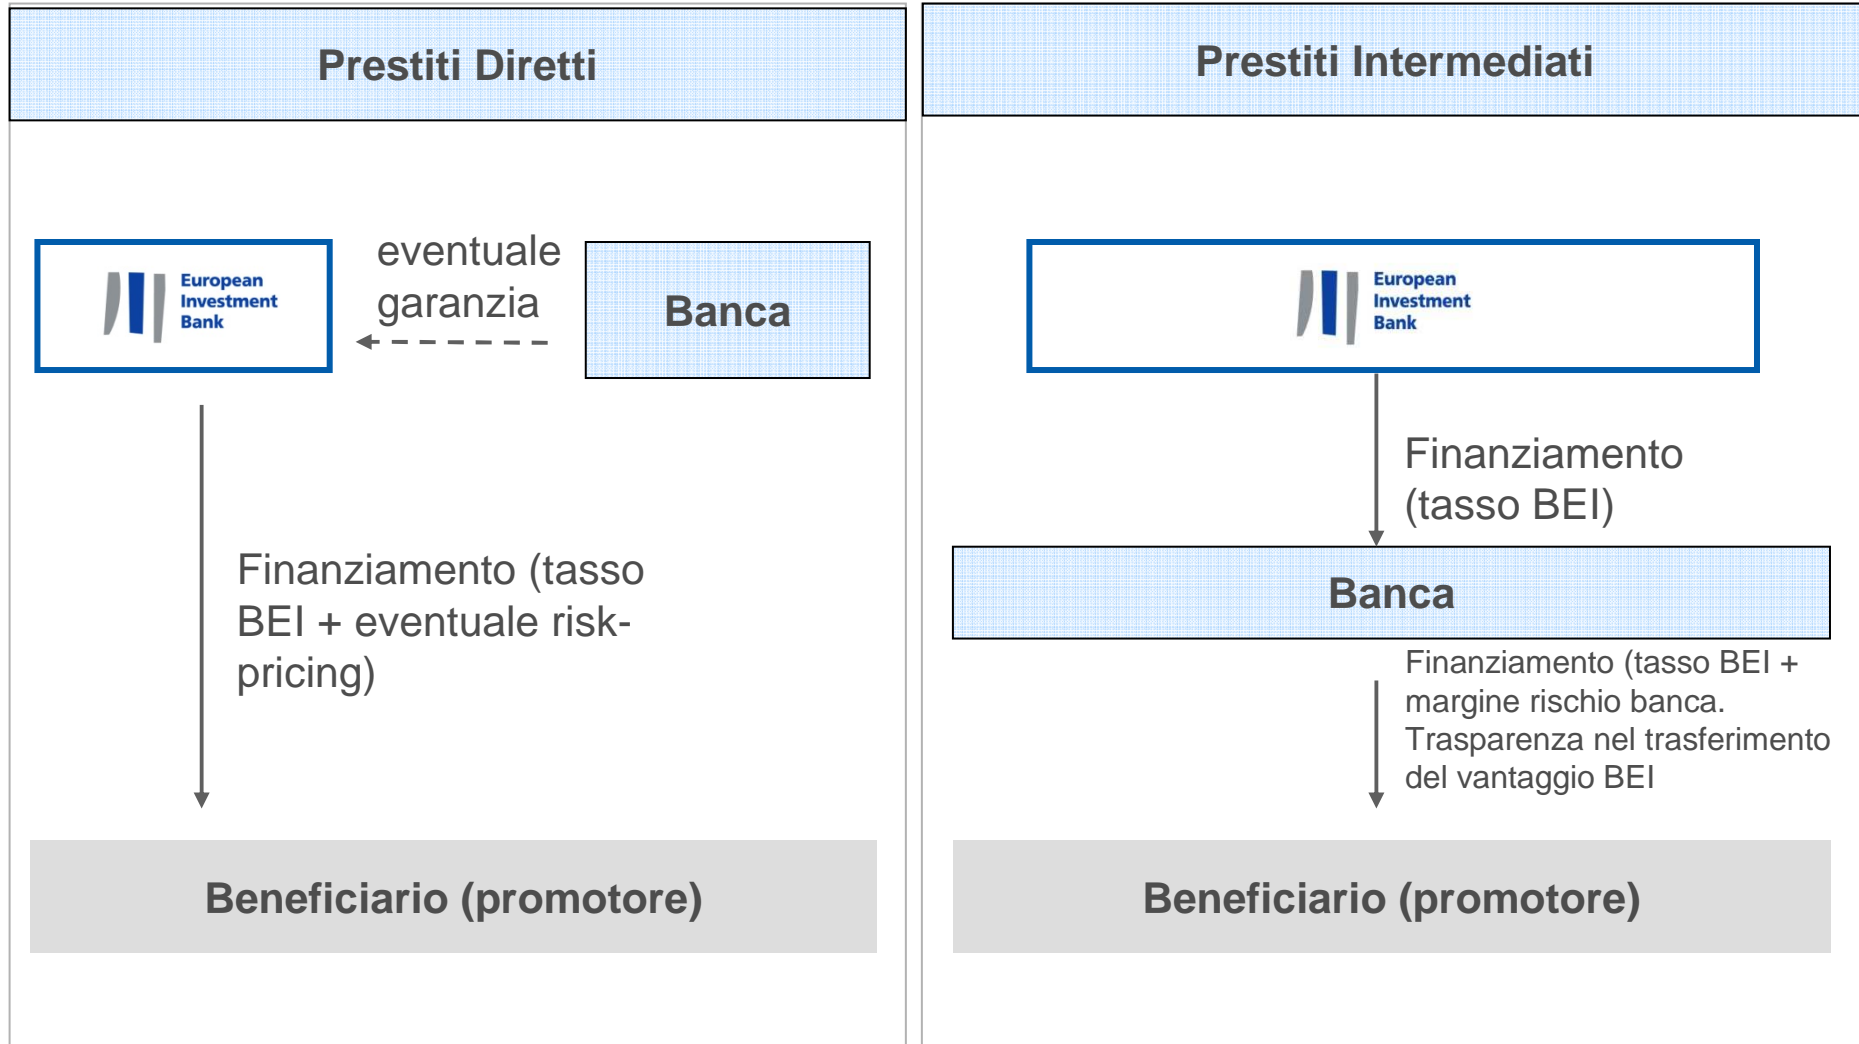 Prestiti Diretti
eventuale
garanzia
European
Investment
Bank
Banca
Finanziamento (tasso
BEI + eventuale risk-
pricing)
Beneficiario (promotore)
Prestiti Intermediati
European
Investment
Bank
Finanziamento
(tasso BEI)
Banca
Finanziamento (tasso BEI +
margine rischio banca.
Trasparenza nel trasferimento
del vantaggio BEI
Beneficiario (promotore)